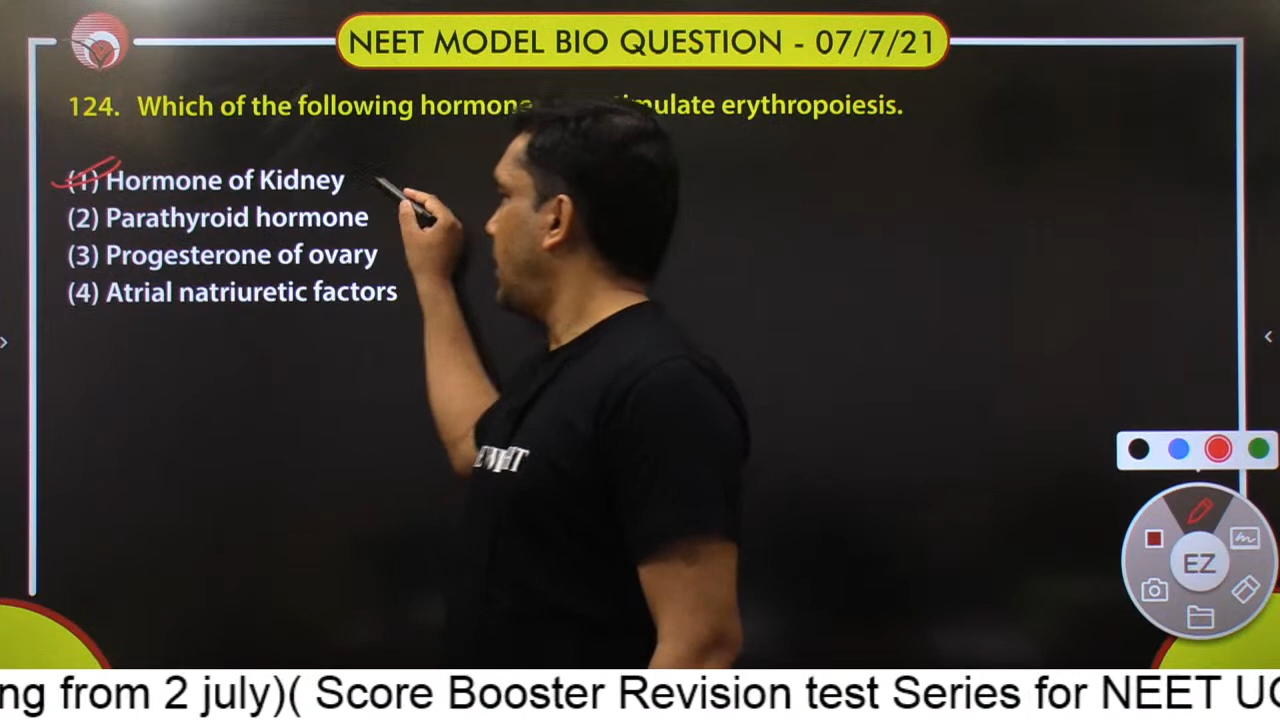 NEET MODEL BIO QUESTION - 07/7/21
124. Which of the following hormone mulate erythropoiesis.
(1) Hormone of Kidney
(2) Parathyroid hormone
(3) Progesterone of ovary
(4) Atrial natriuretic factors
EZ
ng from 2 july)( Score Booster Revision test Series for NEET U